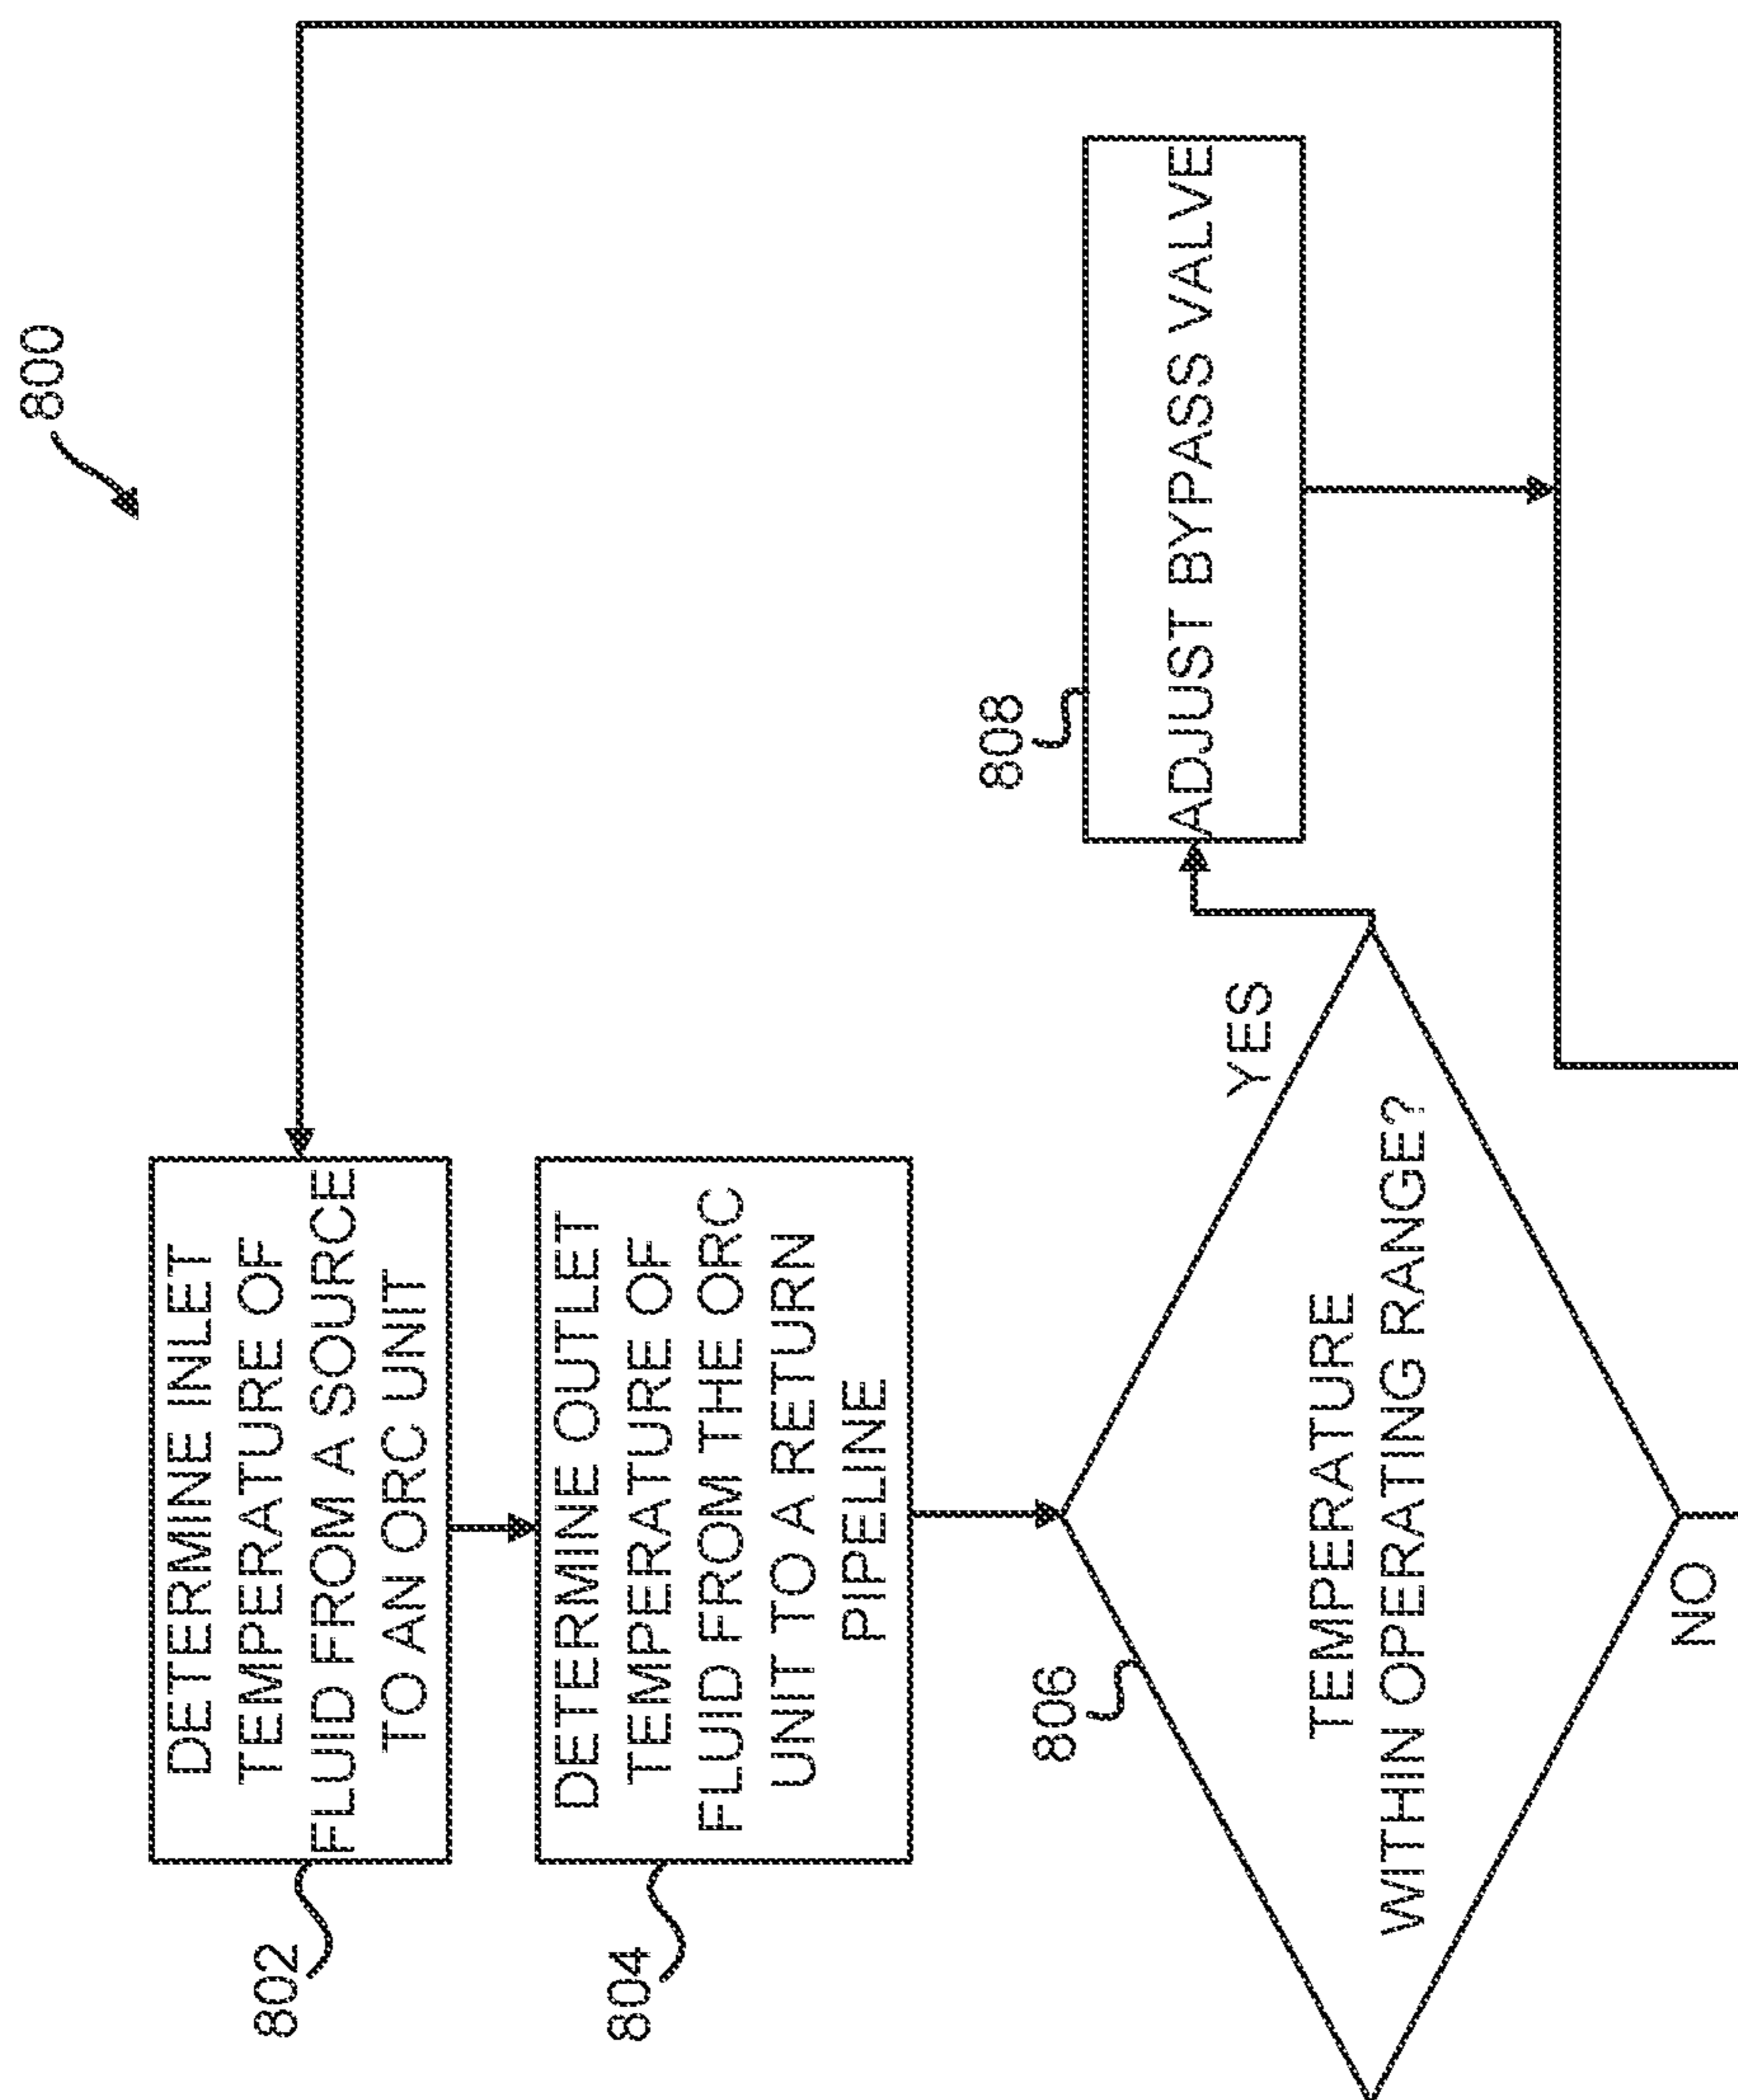 800
802
DETERMINE INLET
TEMPERATURE OF
FLUID FROM A SOURCE
TO AN ORC UNIT
804
DETERMINE OUTLET
TEMPERATURE OF
FLUID FROM THE ORC
UNIT TO A RETURN
PIPELINE
806
TEMPERATURE
WITHIN OPERATING RANGE?
YES
808
ADJUST BYPASS VALVE
NO